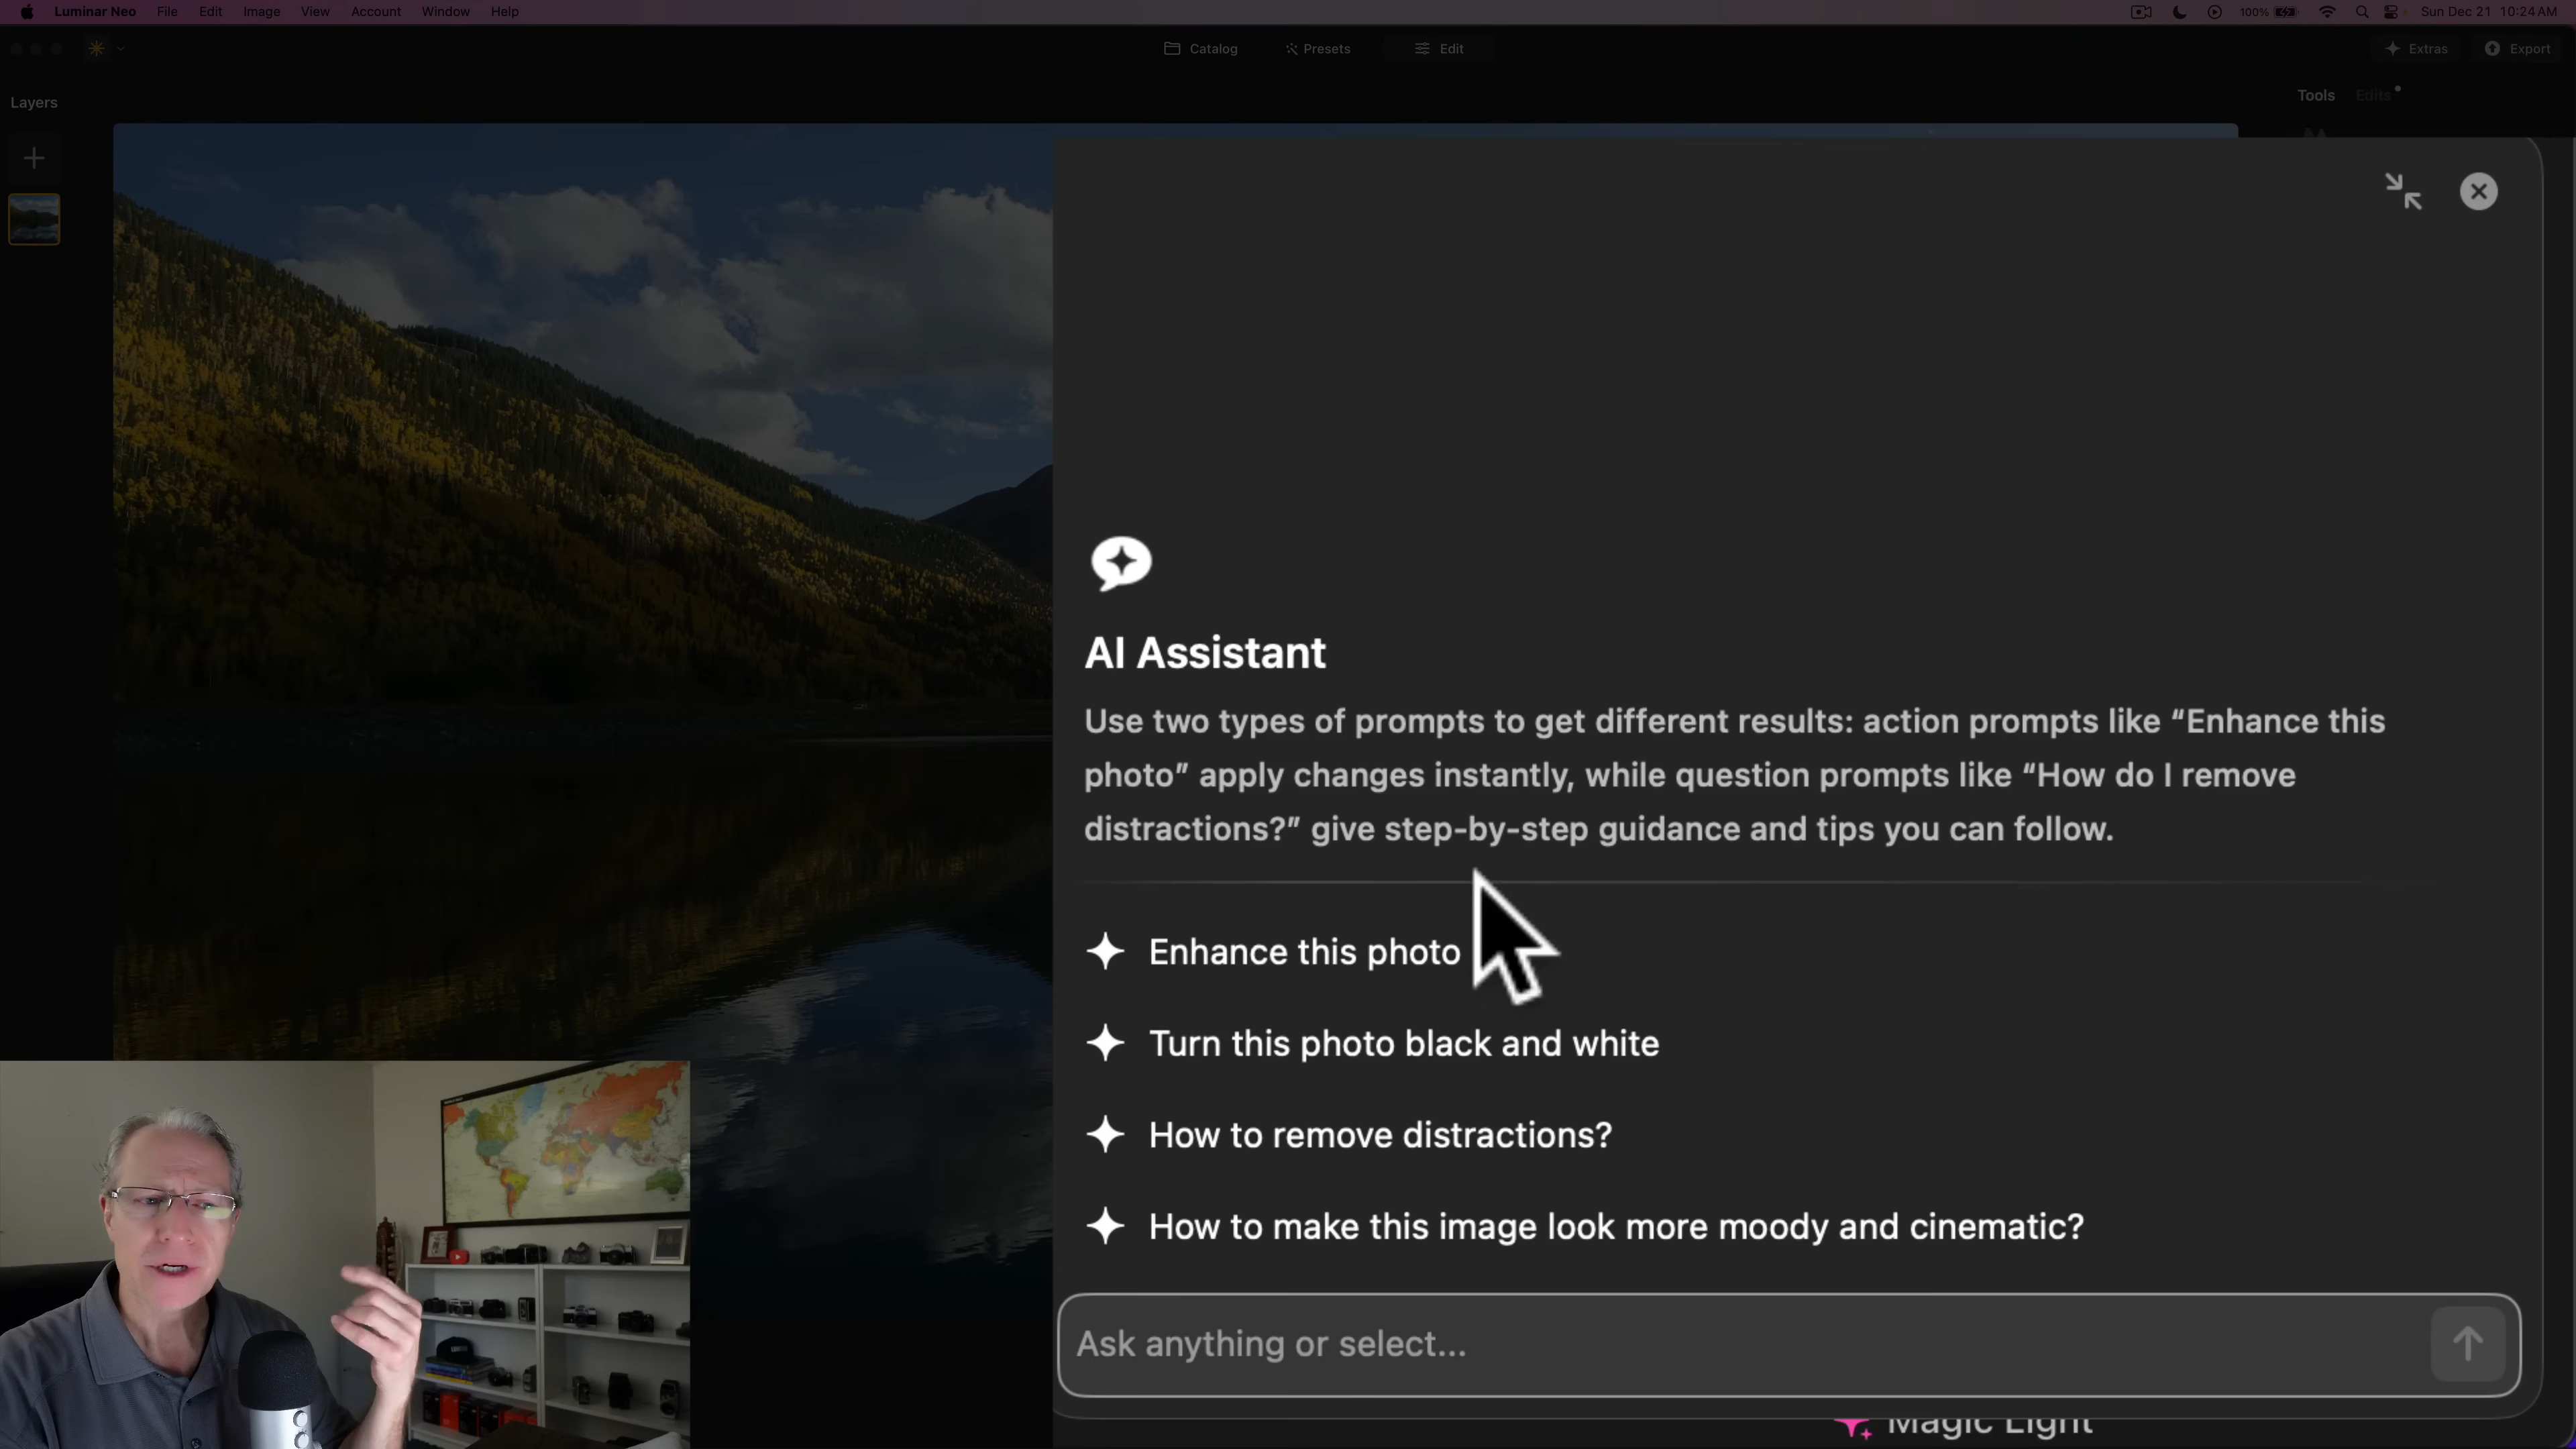 Luminar Neo File Edit Image View Account Window Help 100% Sun Dec 21 10:24 AM
Catalog Presets Edit Extras Export
Layers
Tools Edits
AI Assistant
Use two types of prompts to get different results: action prompts like “Enhance this
photo” apply changes instantly, while question prompts like “How do I remove
distractions?” give step-by-step guidance and tips you can follow.
Enhance this photo
Turn this photo black and white
How to remove distractions?
How to make this image look more moody and cinematic?
Ask anything or select...
Magic Light